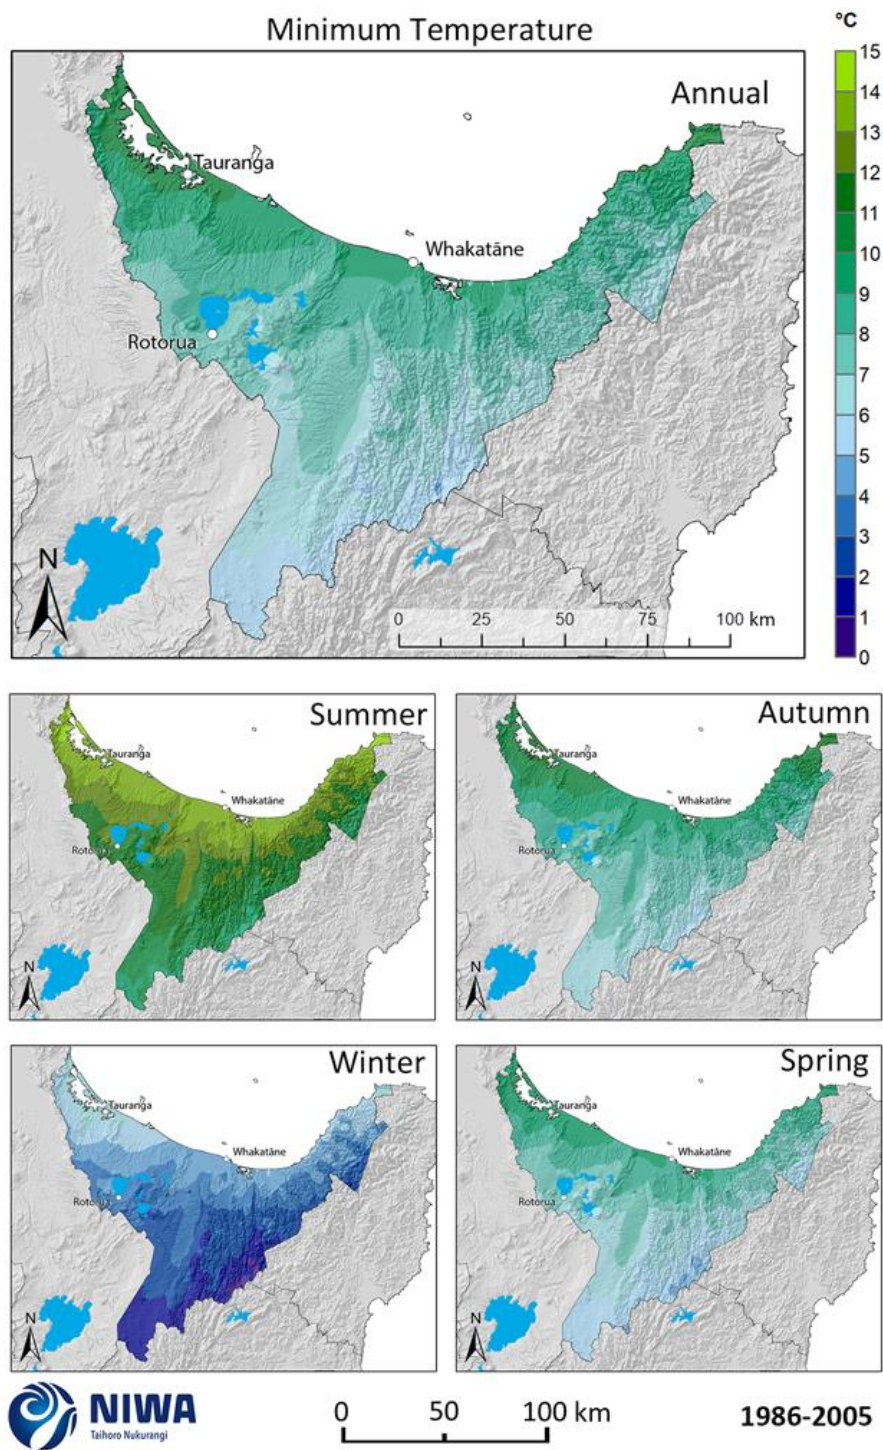 Minimum Temperature
°C
Annual
Tauranga
Whakatāne
Rotorua
N
0 25 50 75 100 km
15
14
13
12
11
10
9
8
7
6
5
4
3
2
1
0
Summer
Tauranga
Whakatāne
Rotorua
N
Autumn
Tauranga
Whakatāne
Rotorua
N
Winter
Tauranga
Whakatāne
Rotorua
N
Spring
Tauranga
Whakatāne
Rotorua
N
NIWA
Taihoro Nukurangi
0 50 100 km
1986-2005